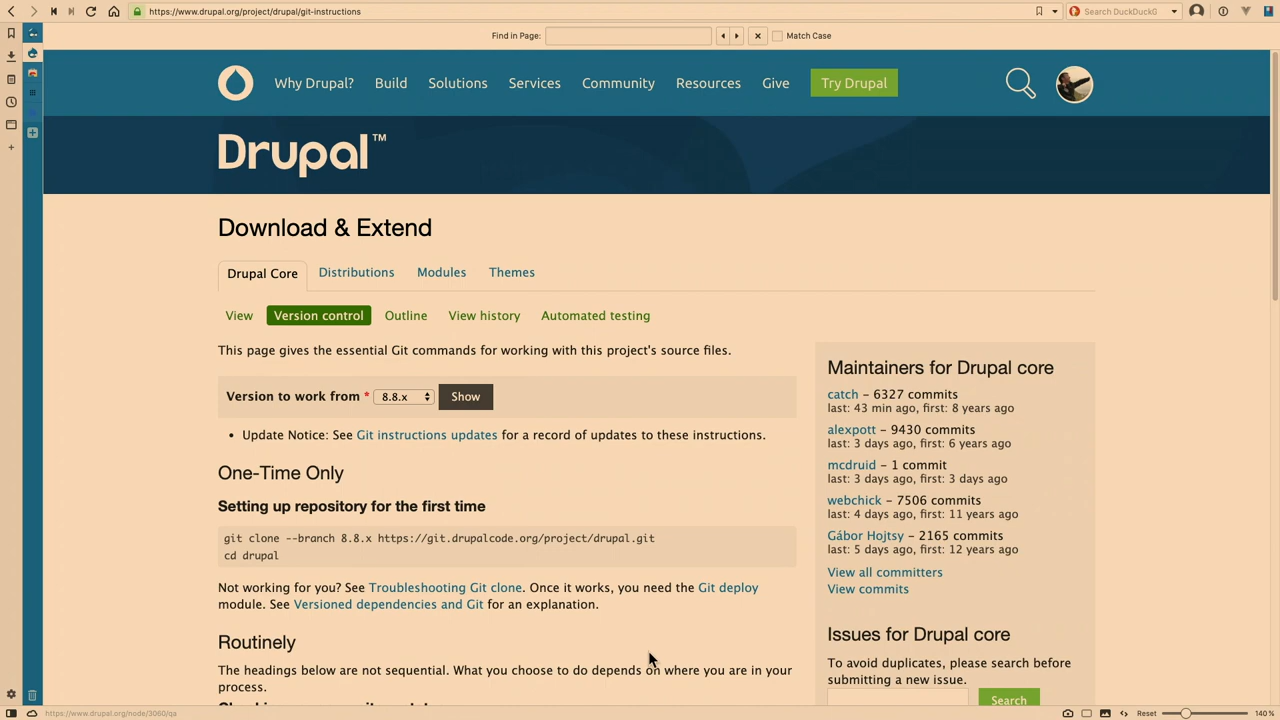 https://www.drupal.org/project/drupal/git-instructions
Search DuckDuckG
Find in Page:
Match Case
Why Drupal?
Build
Solutions
Services
Community
Resources
Give
Try Drupal
Drupal™
Download & Extend
Drupal Core
Distributions
Modules
Themes
View
Version control
Outline
View history
Automated testing
This page gives the essential Git commands for working with this project's source files.
Version to work from * 8.8.x Show
• Update Notice: See Git instructions updates for a record of updates to these instructions.
One-Time Only
Setting up repository for the first time
git clone --branch 8.8.x https://git.drupalcode.org/project/drupal.git
cd drupal
Not working for you? See Troubleshooting Git clone. Once it works, you need the Git deploy
module. See Versioned dependencies and Git for an explanation.
Routinely
The headings below are not sequential. What you choose to do depends on where you are in your
process.
Maintainers for Drupal core
catch – 6327 commits
last: 43 min ago, first: 8 years ago
alexpott – 9430 commits
last: 3 days ago, first: 6 years ago
mcdruid – 1 commit
last: 3 days ago, first: 3 days ago
webchick – 7506 commits
last: 4 days ago, first: 11 years ago
Gábor Hojtsy – 2165 commits
last: 5 days ago, first: 12 years ago
View all committers
View commits
Issues for Drupal core
To avoid duplicates, please search before
submitting a new issue.
Search
https://www.drupal.org/node/3060/qa
Reset
140 %